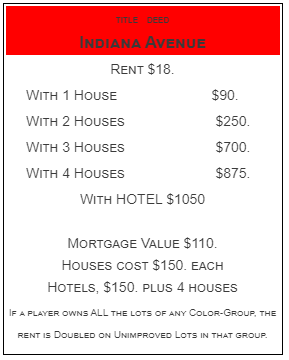 Title Deed
Indiana Avenue
Rent $18.
With 1 House $90.
With 2 Houses $250.
With 3 Houses $700.
With 4 Houses $875.
With HOTEL $1050
Mortgage Value $110.
Houses cost $150. each
Hotels, $150. plus 4 houses
If a player owns ALL the lots of any Color-Group, the
rent is Doubled on Unimproved Lots in that group.